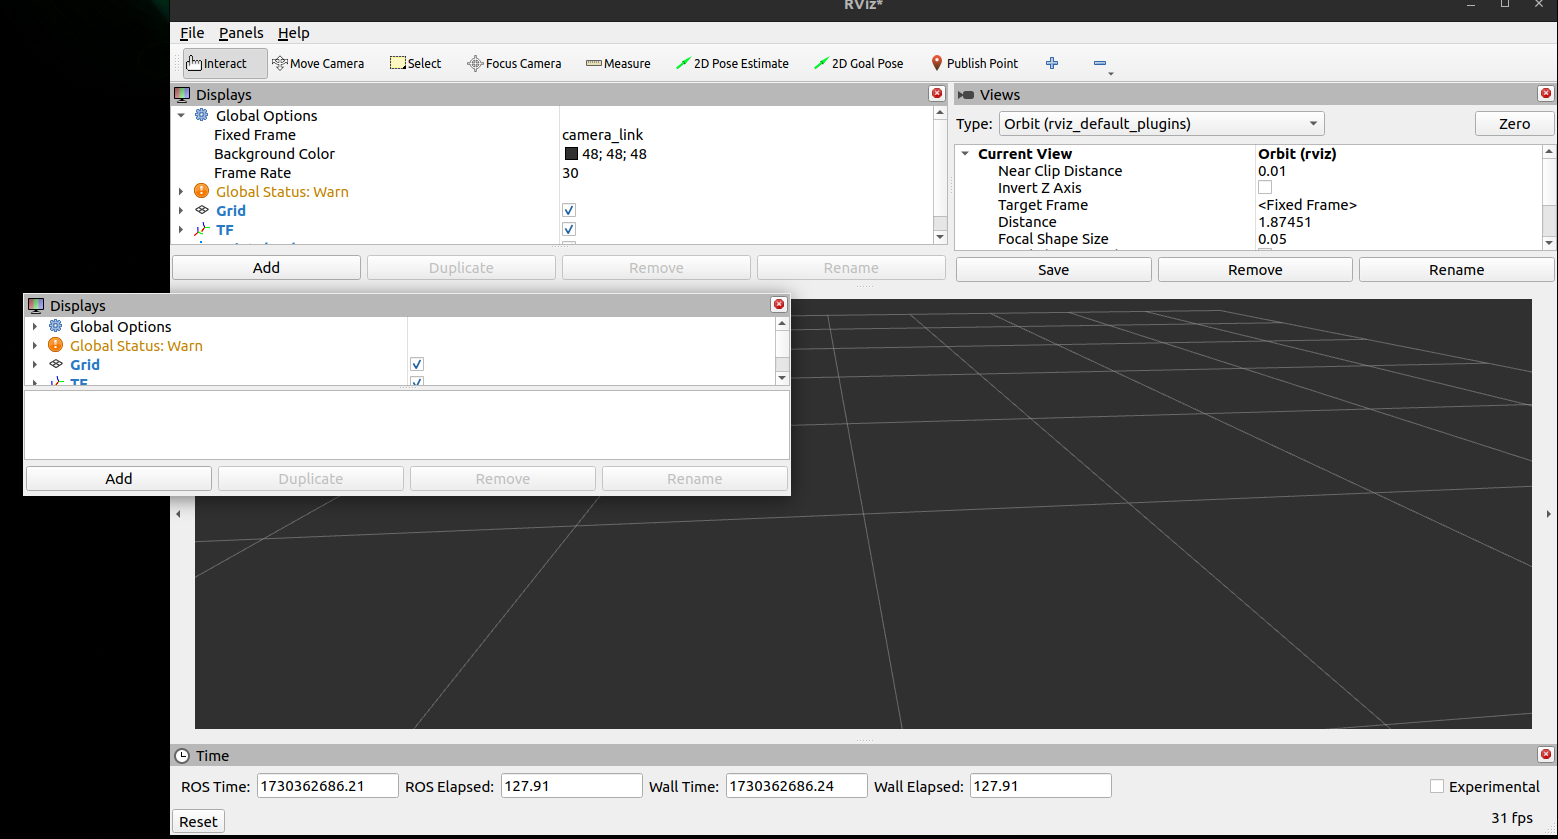 RViz*
File Panels Help
Interact Move Camera Select Focus Camera Measure 2D Pose Estimate 2D Goal Pose Publish Point
Displays
Global Options
Fixed Frame camera_link
Background Color 48; 48; 48
Frame Rate 30
Global Status: Warn
Grid
TF
Add Duplicate Remove Rename
Views
Type: Orbit (rviz_default_plugins) Zero
Current View Orbit (rviz)
Near Clip Distance 0.01
Invert Z Axis
Target Frame <Fixed Frame>
Distance 1.87451
Focal Shape Size 0.05
Save Remove Rename
Displays
Global Options
Global Status: Warn
Grid
TF
Add Duplicate Remove Rename
Time
ROS Time: 1730362686.21 ROS Elapsed: 127.91 Wall Time: 1730362686.24 Wall Elapsed: 127.91 Experimental
Reset 31 fps